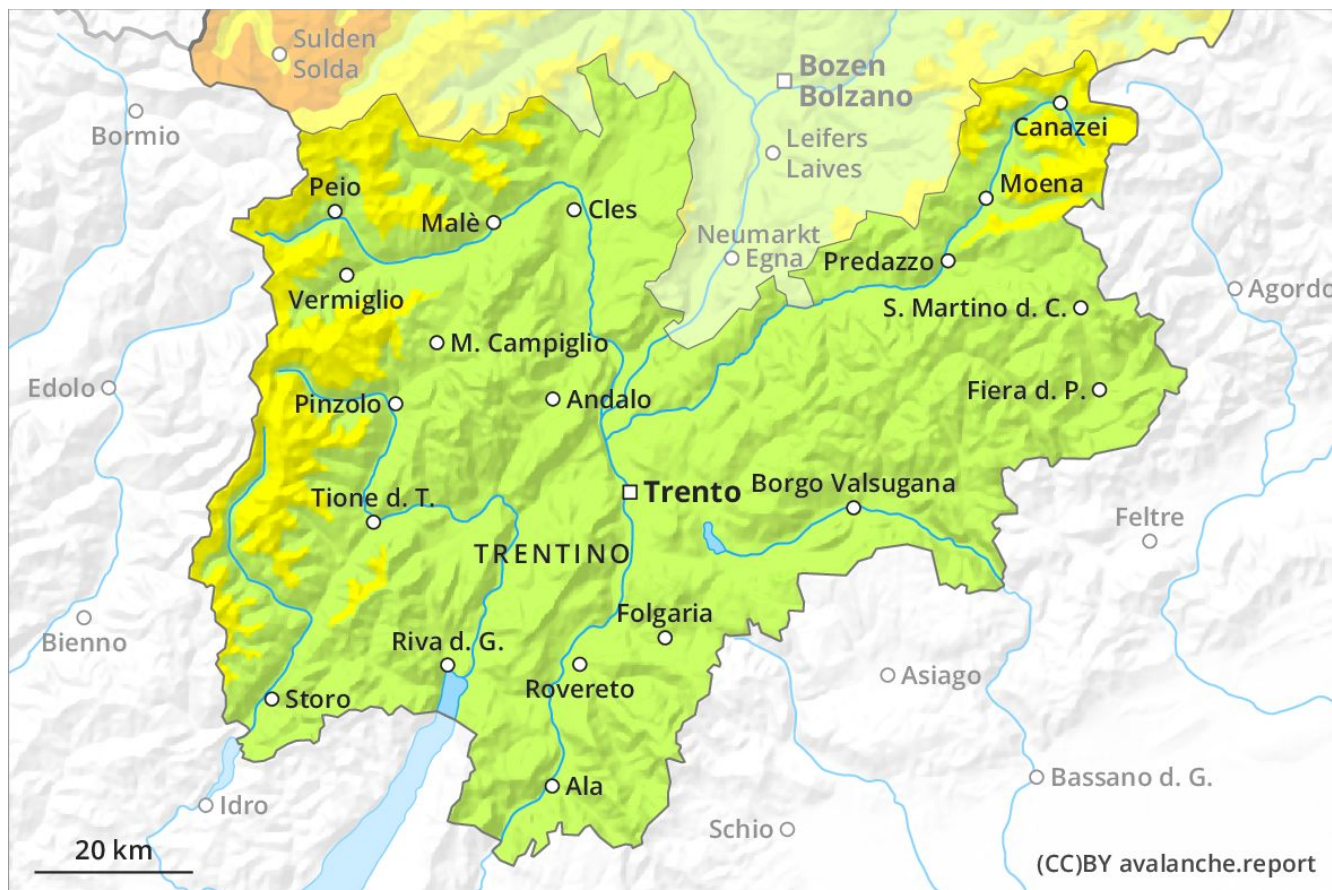 Sulden
Solda
Bozen
Bolzano
Bormio
Canazei
Leifers
Laives
Peio
Moena
Malè
Cles
Neumarkt
Egna
Predazzo
Vermiglio
Agordo
S. Martino d. C.
M. Campiglio
Edolo
Andalo
Fiera d. P.
Pinzolo
Trento
Borgo Valsugana
Tione d. T.
Feltre
TRENTINO
Folgaria
Bienno
Riva d. G.
Asiago
Rovereto
Storo
Bassano d. G.
Ala
Idro
Schio
20 km
(CC)BY avalanche.report